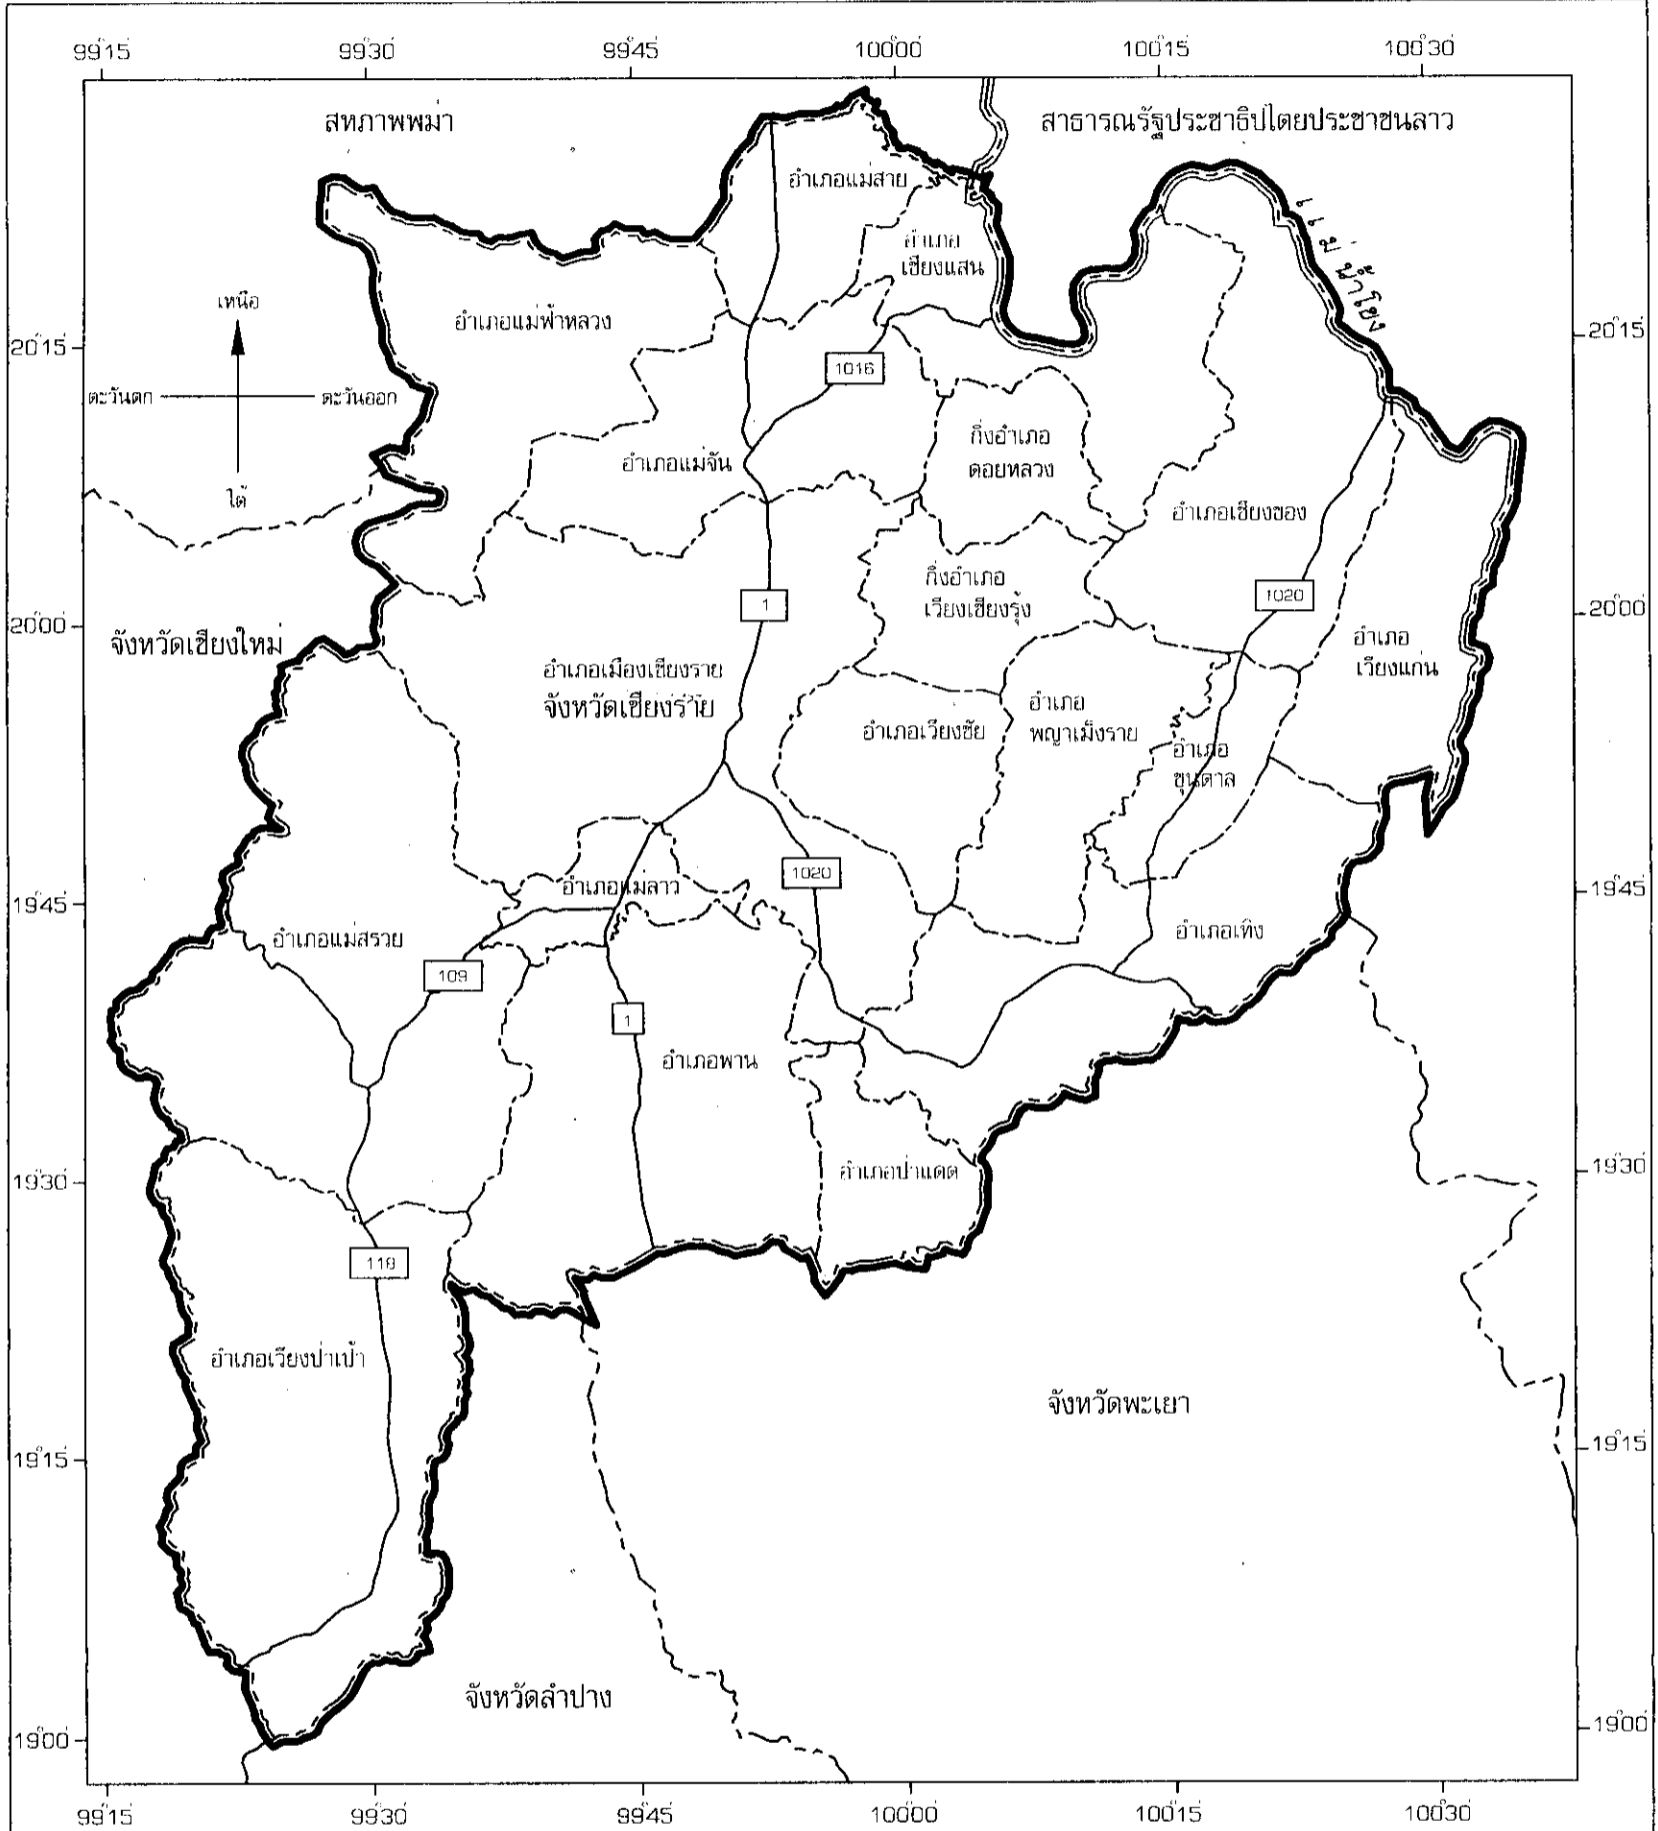 99°15'
99°30'
99°45'
100°00'
100°15'
100°30'
สหภาพพม่า
สาธารณรัฐประชาธิปไตยประชาชนลาว
อำเภอแม่สาย
อำเภอ
เชียงแสน
แม่น้ำโขง
เหนือ
อำเภอแม่ฟ้าหลวง
20°15'
20°15'
1016
ตะวันตก
ตะวันออก
กิ่งอำเภอ
ดอยหลวง
อำเภอแม่จัน
ใต้
อำเภอเชียงของ
กิ่งอำเภอ
เวียงเชียงรุ้ง
1
1020
20°00'
20°00'
จังหวัดเชียงใหม่
อำเภอ
เวียงแก่น
อำเภอเมืองเชียงราย
จังหวัดเชียงราย
อำเภอ
พญาเม็งราย
อำเภอเวียงชัย
อำเภอ
ขุนตาล
1020
อำเภอแม่ลาว
19°45'
19°45'
อำเภอแม่สรวย
อำเภอเทิง
109
1
อำเภอพาน
อำเภอป่าแดด
19°30'
19°30'
118
อำเภอเวียงป่าเป้า
จังหวัดพะเยา
19°15'
19°15'
จังหวัดลำปาง
19°00'
19°00'
99°15'
99°30'
99°45'
100°00'
100°15'
100°30'